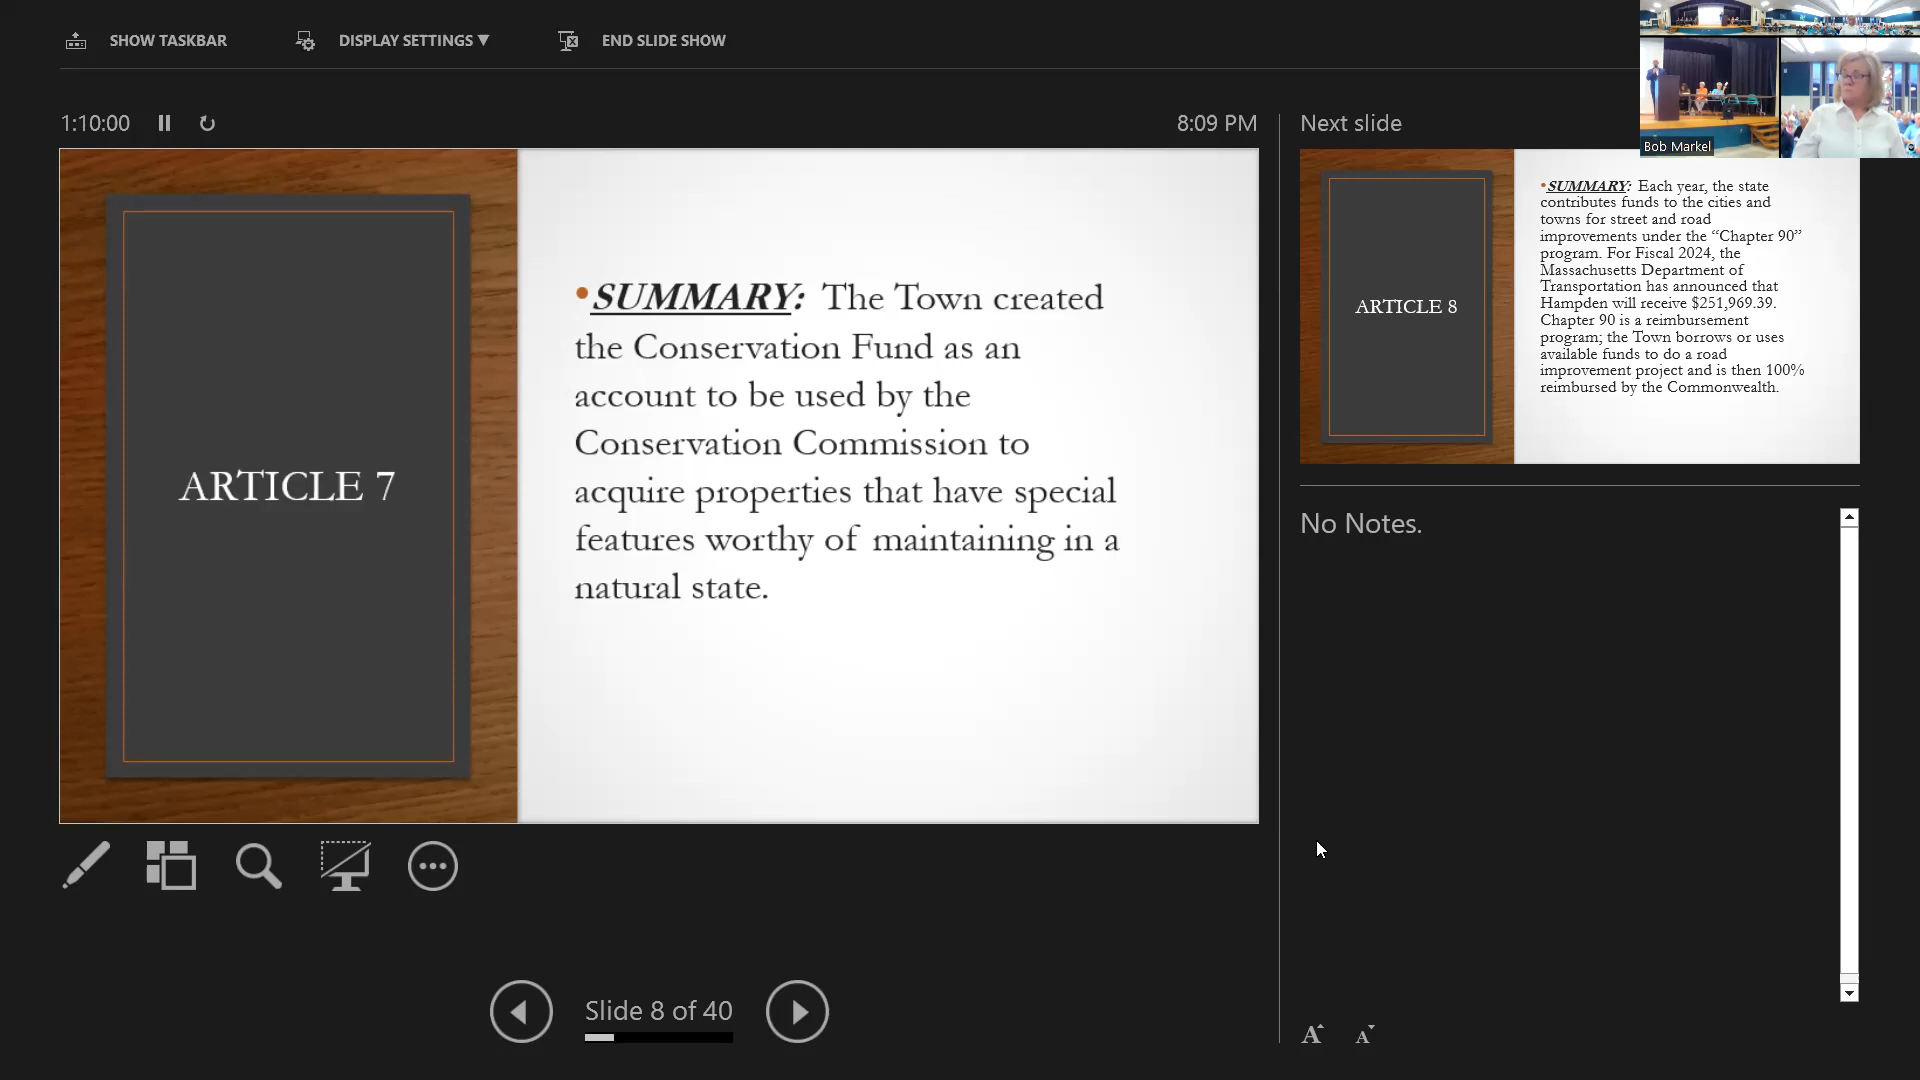 SHOW TASKBAR
DISPLAY SETTINGS ▼
END SLIDE SHOW
1:10:00
8:09 PM
Next slide
Bob Markel
ARTICLE 7
•SUMMARY: The Town created
the Conservation Fund as an
account to be used by the
Conservation Commission to
acquire properties that have special
features worthy of maintaining in a
natural state.
ARTICLE 8
•SUMMARY: Each year, the state
contributes funds to the cities and
towns for street and road
improvements under the “Chapter 90”
program. For Fiscal 2024, the
Massachusetts Department of
Transportation has announced that
Hampden will receive $251,969.39.
Chapter 90 is a reimbursement
program; the Town borrows or uses
available funds to do a road
improvement project and is then 100%
reimbursed by the Commonwealth.
No Notes.
Slide 8 of 40
A A